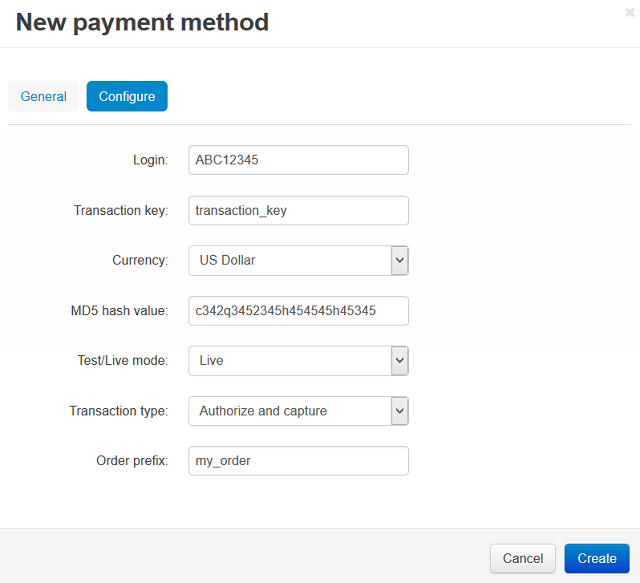 New payment method
General Configure
Login: ABC12345
Transaction key: transaction_key
Currency: US Dollar
MD5 hash value: c342q3452345h454545h45345
Test/Live mode: Live
Transaction type: Authorize and capture
Order prefix: my_order
Cancel Create